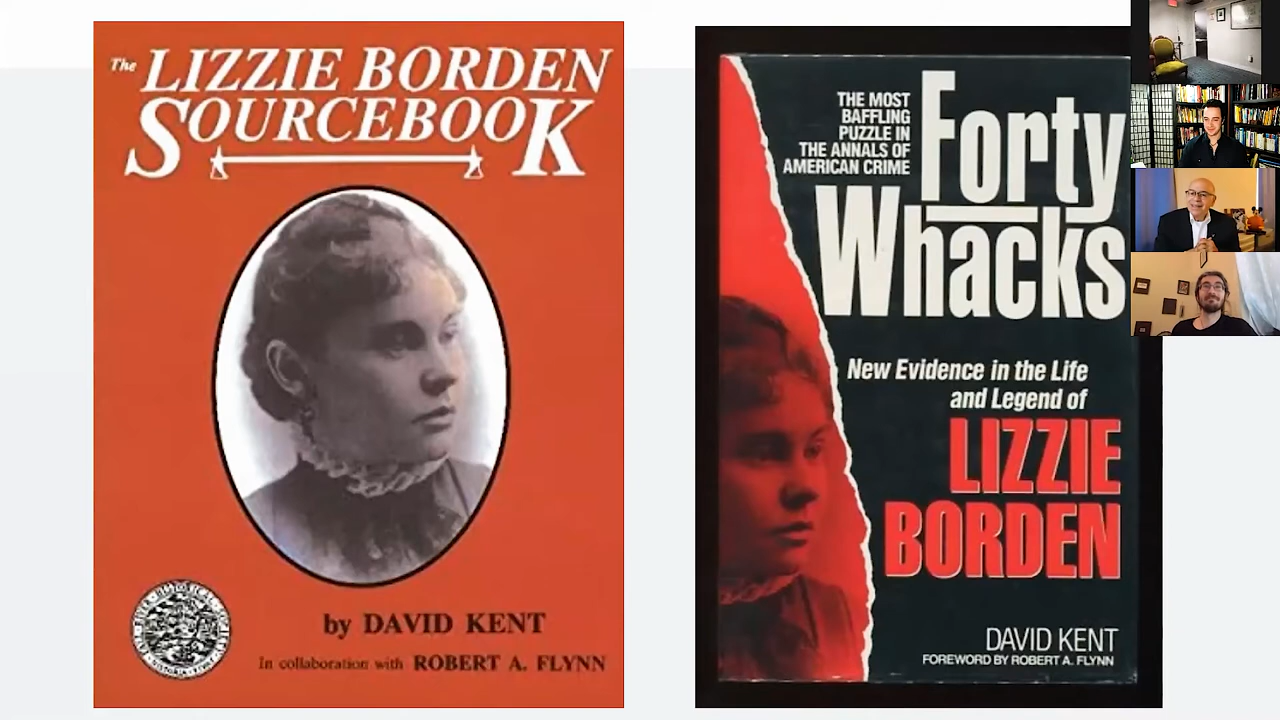 The LIZZIE BORDEN
SOURCEBOOK
by DAVID KENT
In collaboration with ROBERT A. FLYNN
THE MOST
BAFFLING
PUZZLE IN
THE ANNALS OF
AMERICAN CRIME
Forty
Whacks
New Evidence in the Life
and Legend of
LIZZIE
BORDEN
DAVID KENT
FOREWORD BY ROBERT A. FLYNN